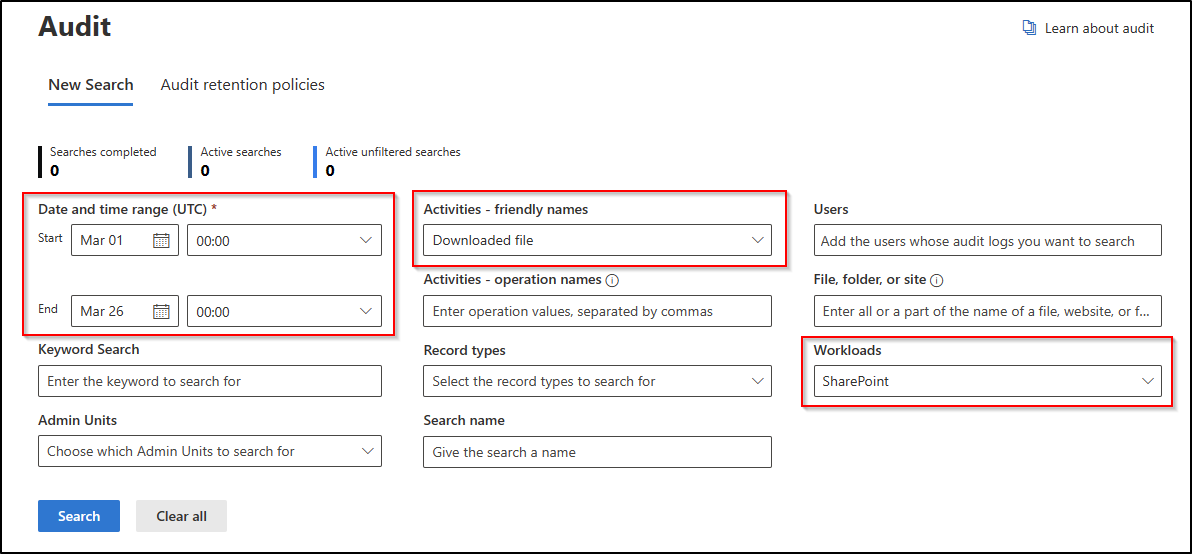 Audit
Learn about audit
New Search
Audit retention policies
Searches completed
0
Active searches
0
Active unfiltered searches
0
Date and time range (UTC) *
Start
Mar 01
00:00
End
Mar 26
00:00
Activities - friendly names
Downloaded file
Users
Add the users whose audit logs you want to search
Activities - operation names
Enter operation values, separated by commas
File, folder, or site
Enter all or a part of the name of a file, website, or f...
Keyword Search
Enter the keyword to search for
Record types
Select the record types to search for
Workloads
SharePoint
Admin Units
Choose which Admin Units to search for
Search name
Give the search a name
Search
Clear all